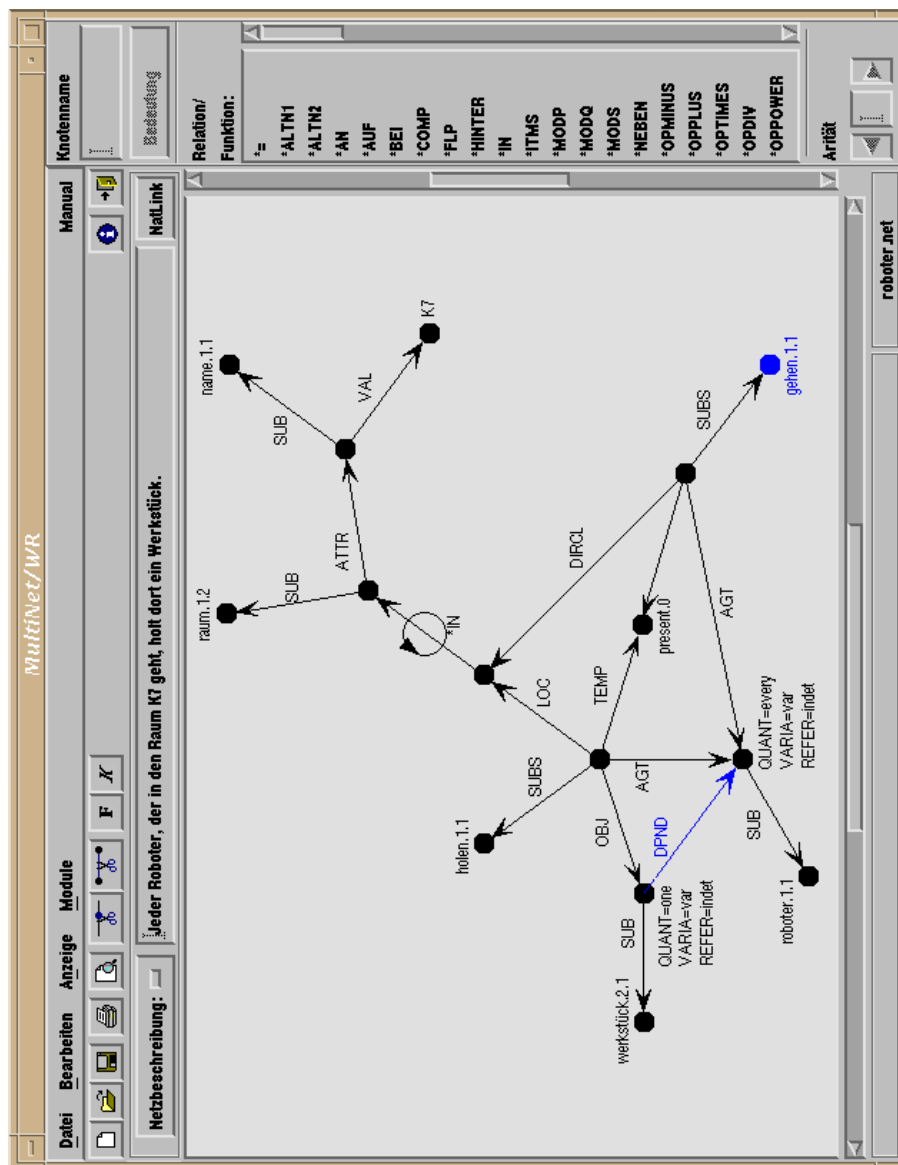 MultiNet/WR
Datei Bearbeiten Anzeige Module Manual
F K
Netzbeschreibung: Jeder Roboter, der in den Raum K7 geht, holt dort ein Werkstück. NatLink
Knotenname
Bedeutung
Relation/
Funktion:
*=
*ALTN1
*ALTN2
*AN
*AUF
*BEI
*COMP
*FLP
*HINTER
*IN
*ITMS
*MODP
*MODQ
*MODS
*NEBEN
*OPMINUS
*OPPLUS
*OPTIMES
*OPDIV
*OPPOWER
Arität
raum.1.2
name.1.1
SUB
SUB
ATTR
VAL
K7
*IN
holen.1.1
SUBS
LOC
DIRCL
OBJ
TEMP
AGT
present.0
SUBS
AGT
gehen.1.1
SUB
DPND
werkstück.2.1
QUANT=one
VARIA=var
REFER=indet
SUB
QUANT=every
VARIA=var
REFER=indet
roboter.1.1
roboter.net